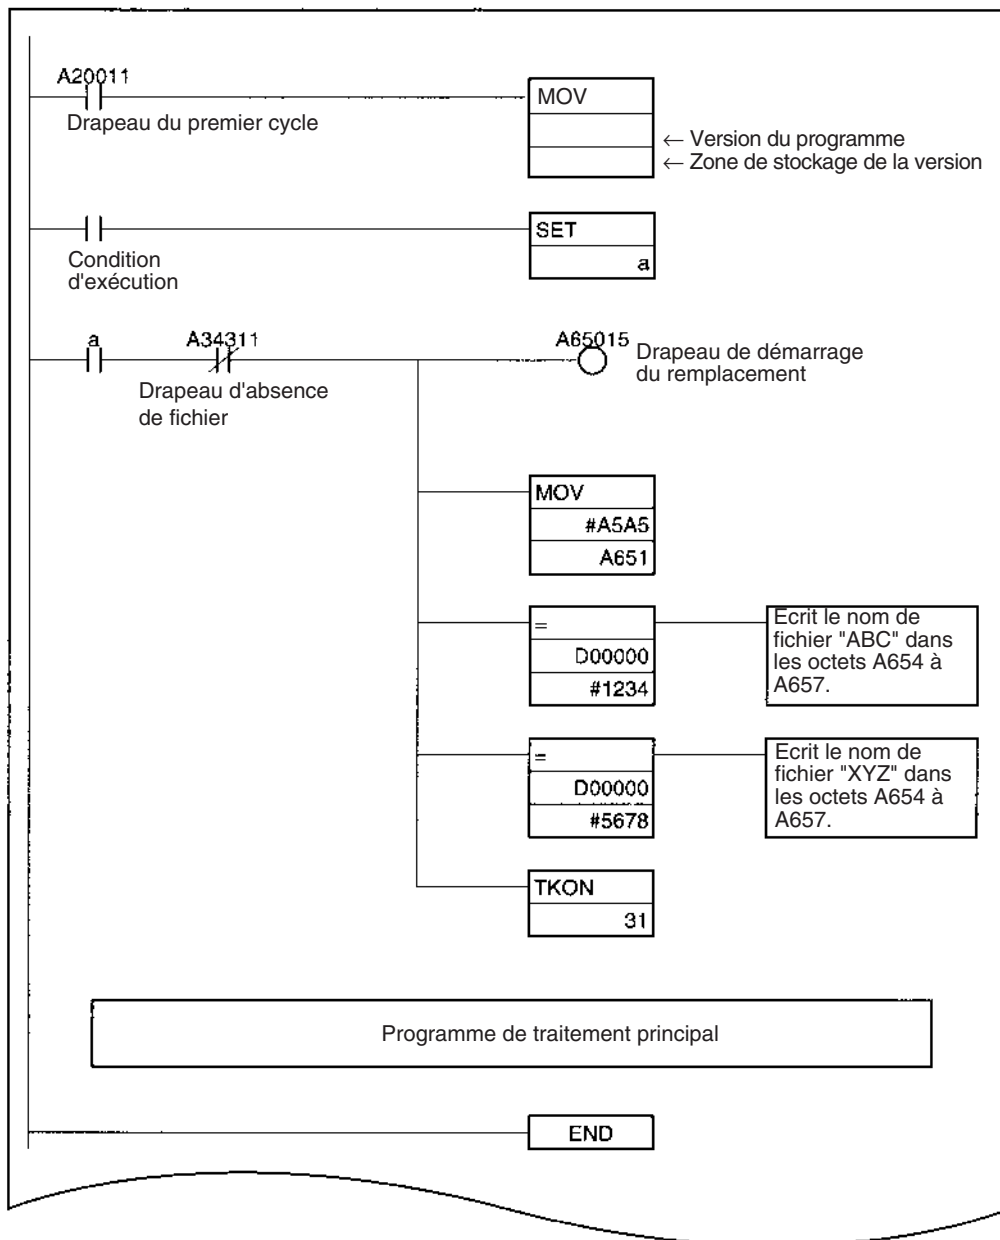 A20011
MOV
Drapeau du premier cycle
← Version du programme
← Zone de stockage de la version
SET
a
Condition
d'exécution
a
A34311
A65015
Drapeau de démarrage
du remplacement
Drapeau d'absence
de fichier
MOV
#A5A5
A651
=
D00000
#1234
Ecrit le nom de
fichier "ABC" dans
les octets A654 à
A657.
=
D00000
#5678
Ecrit le nom de
fichier "XYZ" dans
les octets A654 à
A657.
TKON
31
Programme de traitement principal
END